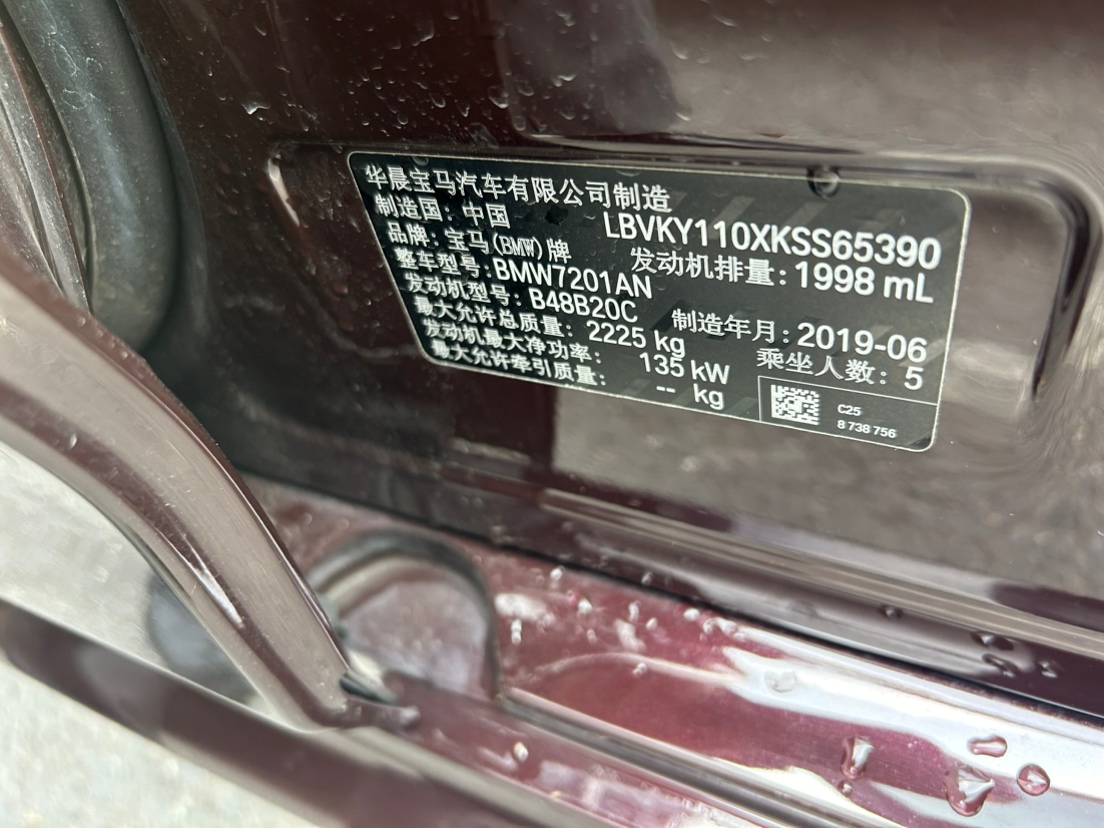 华晨宝马汽车有限公司制造
制造国：中国 LBVKY110XKSS65390
品牌：宝马(BMW)牌 发动机排量：1998 mL
整车型号：BMW7201AN
发动机型号：B48B20C 制造年月：2019-06
最大允许总质量：2225 kg 乘坐人数：5
发动机最大净功率：135 kW
最大允许牵引质量：-- kg
C25
8 738 756